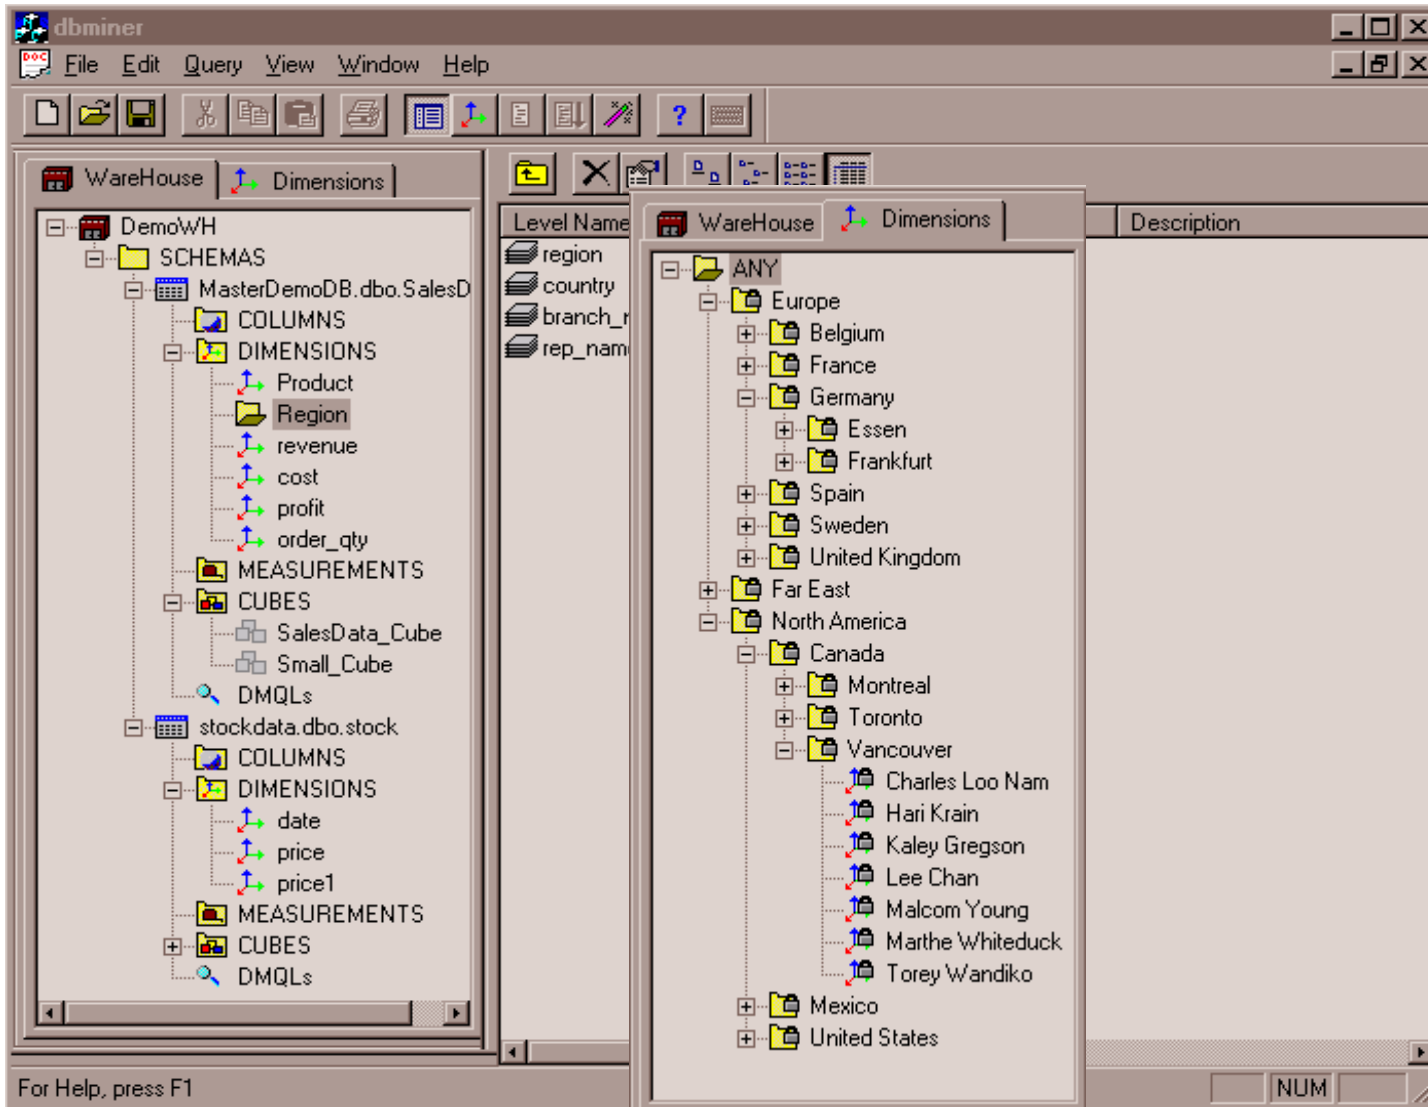 dbminer
File Edit Query View Window Help
WareHouse Dimensions
DemoWH
SCHEMAS
MasterDemoDB.dbo.SalesD
COLUMNS
DIMENSIONS
Product
Region
revenue
cost
profit
order_qty
MEASUREMENTS
CUBES
SalesData_Cube
Small_Cube
DMQLs
stockdata.dbo.stock
COLUMNS
DIMENSIONS
date
price
price1
MEASUREMENTS
CUBES
DMQLs
Level Name Description
region
country
branch_r
rep_name
WareHouse Dimensions
ANY
Europe
Belgium
France
Germany
Essen
Frankfurt
Spain
Sweden
United Kingdom
Far East
North America
Canada
Montreal
Toronto
Vancouver
Charles Loo Nam
Hari Krain
Kaley Gregson
Lee Chan
Malcom Young
Marthe Whiteduck
Torey Wandiko
Mexico
United States
For Help, press F1 NUM